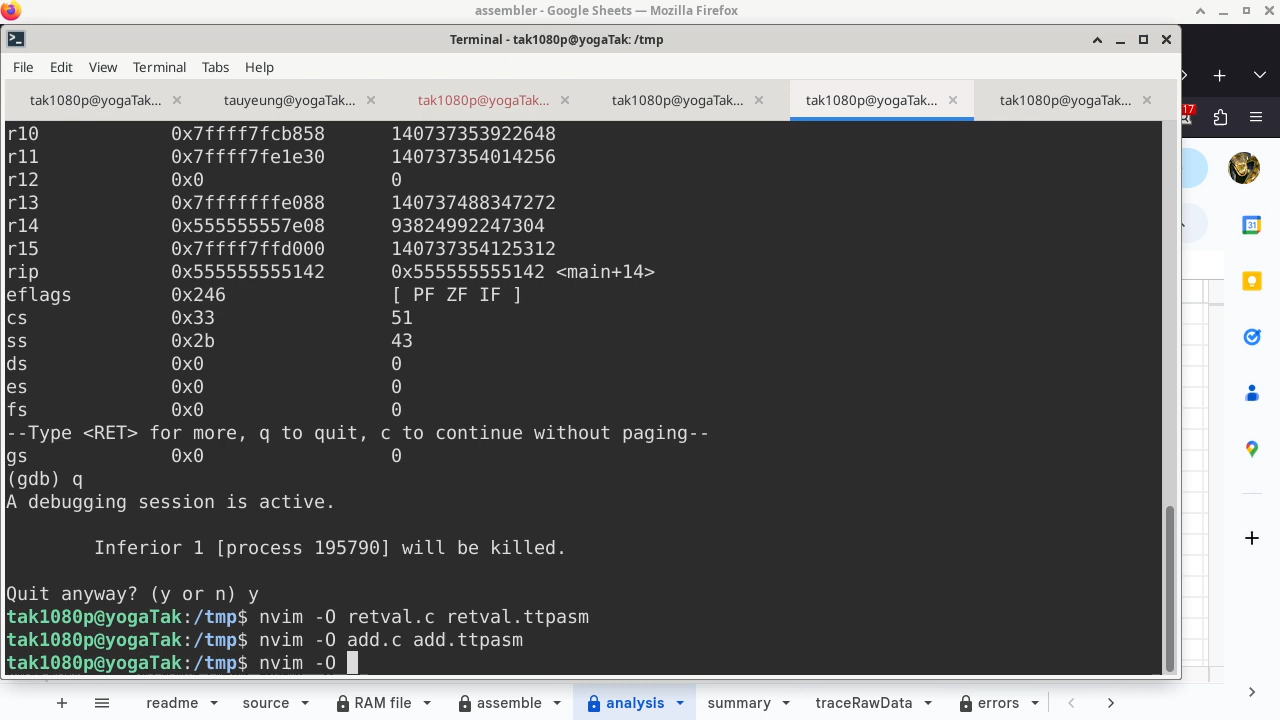 assembler - Google Sheets — Mozilla Firefox
Terminal - tak1080p@yogaTak: /tmp
File Edit View Terminal Tabs Help
tak1080p@yogaTak... tauyeung@yogaTak... tak1080p@yogaTak... tak1080p@yogaTak... tak1080p@yogaTak... tak1080p@yogaTak...
17
r10 0x7ffff7fcb858 140737353922648
r11 0x7ffff7fe1e30 140737354014256
r12 0x0 0
r13 0x7fffffffe088 140737488347272
r14 0x555555557e08 93824992247304
r15 0x7ffff7ffd000 140737354125312
rip 0x555555555142 0x555555555142 <main+14>
eflags 0x246 [ PF ZF IF ]
cs 0x33 51
ss 0x2b 43
ds 0x0 0
es 0x0 0
fs 0x0 0
--Type <RET> for more, q to quit, c to continue without paging--
gs 0x0 0
(gdb) q
A debugging session is active.
Inferior 1 [process 195790] will be killed.
Quit anyway? (y or n) y
tak1080p@yogaTak:/tmp$ nvim -O retval.c retval.ttpasm
tak1080p@yogaTak:/tmp$ nvim -O add.c add.ttpasm
tak1080p@yogaTak:/tmp$ nvim -O
31
readme source RAM file assemble analysis summary traceRawData errors